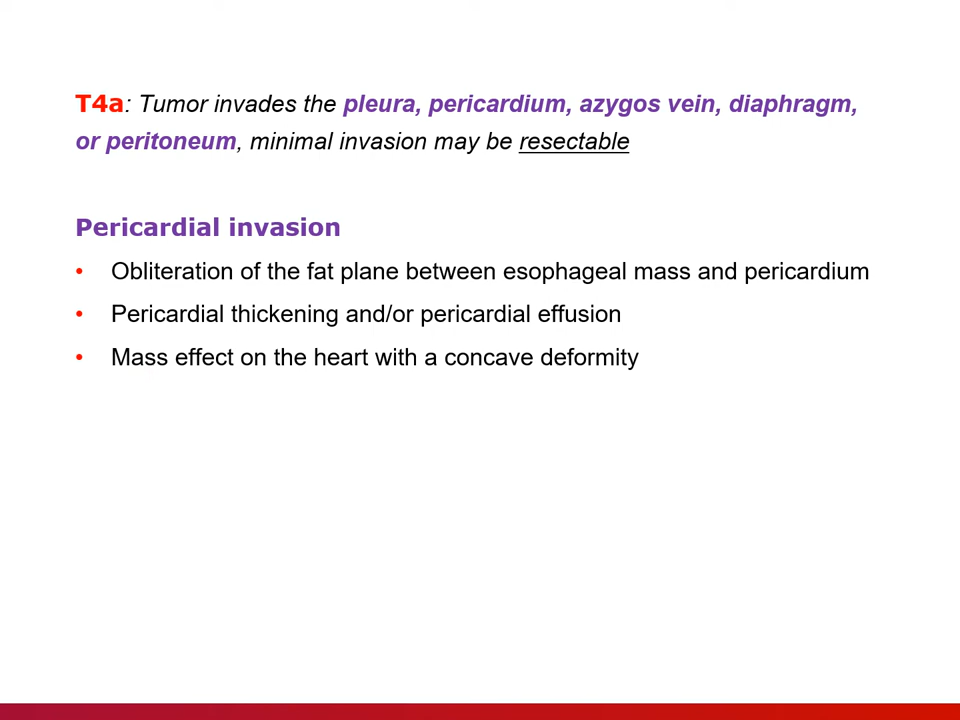 T4a: Tumor invades the pleura, pericardium, azygos vein, diaphragm,
or peritoneum, minimal invasion may be resectable
Pericardial invasion
• Obliteration of the fat plane between esophageal mass and pericardium
• Pericardial thickening and/or pericardial effusion
• Mass effect on the heart with a concave deformity